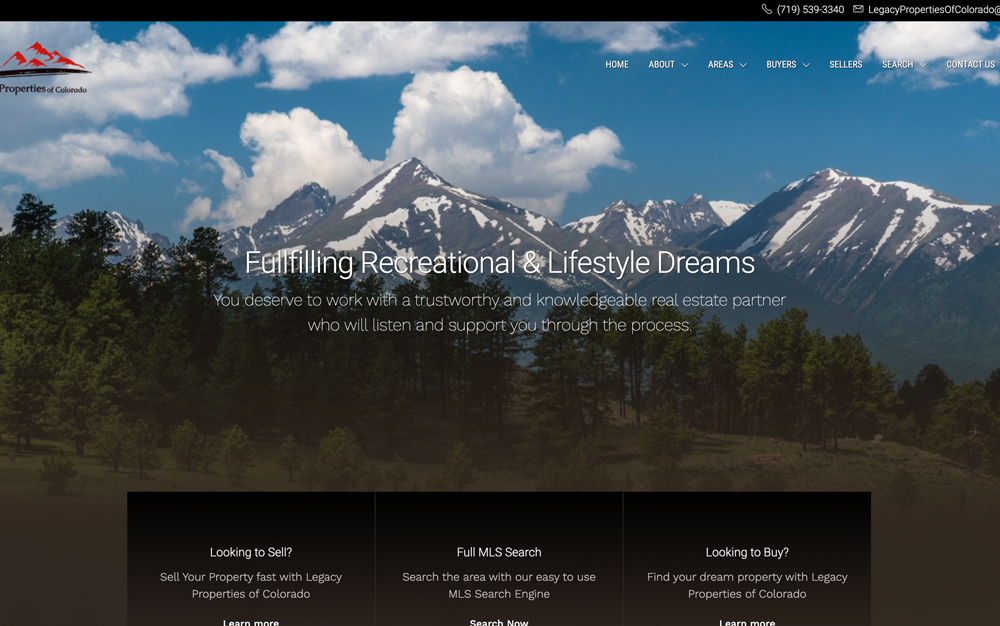 (719) 539-3340 LegacyPropertiesOfColorado@
Properties of Colorado
HOME ABOUT AREAS BUYERS SELLERS SEARCH CONTACT US
Fullfilling Recreational & Lifestyle Dreams
You deserve to work with a trustworthy and knowledgeable real estate partner
who will listen and support you through the process.
Looking to Sell?
Sell Your Property fast with Legacy
Properties of Colorado
Learn more
Full MLS Search
Search the area with our easy to use
MLS Search Engine
Search Now
Looking to Buy?
Find your dream property with Legacy
Properties of Colorado
Learn more